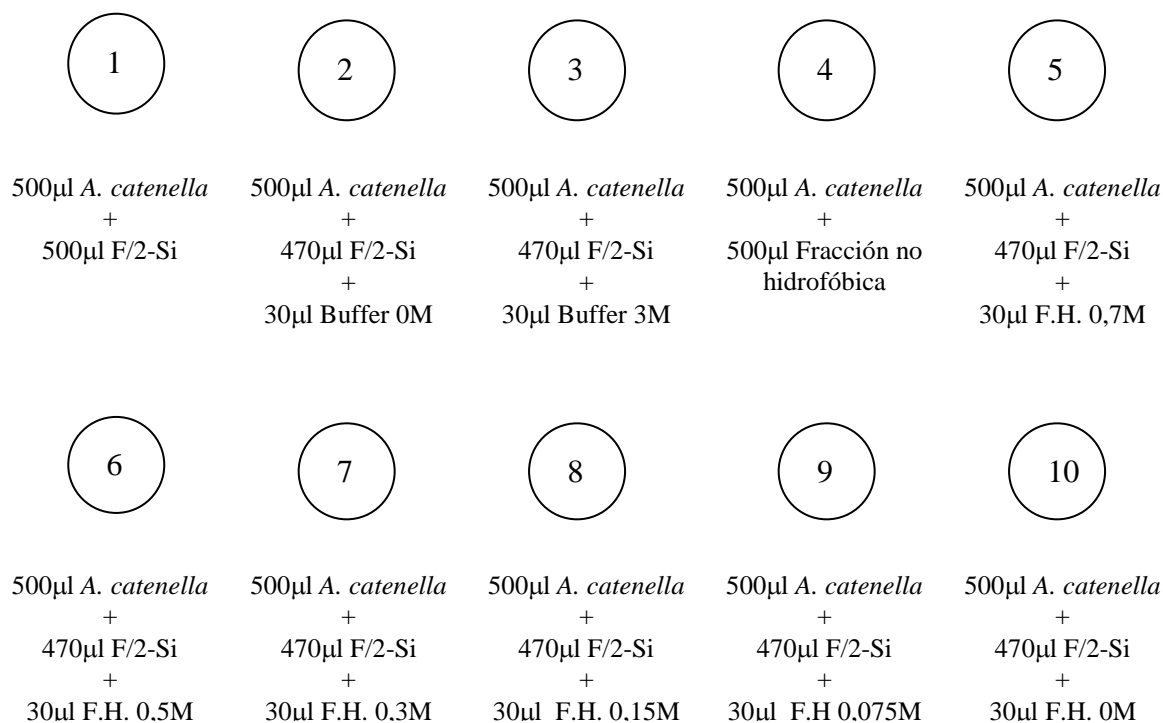 1 2 3 4 5
500μl A. catenella 500μl A. catenella 500μl A. catenella 500μl A. catenella 500μl A. catenella
+ + + + +
500μl F/2-Si 470μl F/2-Si 470μl F/2-Si 500μl Fracción no 470μl F/2-Si
+ + hidrofóbica +
30μl Buffer 0M 30μl Buffer 3M 30μl F.H. 0,7M
6 7 8 9 10
500μl A. catenella 500μl A. catenella 500μl A. catenella 500μl A. catenella 500μl A. catenella
+ + + + +
470μl F/2-Si 470μl F/2-Si 470μl F/2-Si 470μl F/2-Si 470μl F/2-Si
+ + + + +
30μl F.H. 0,5M 30μl F.H. 0,3M 30μl F.H. 0,15M 30μl F.H 0,075M 30μl F.H. 0M